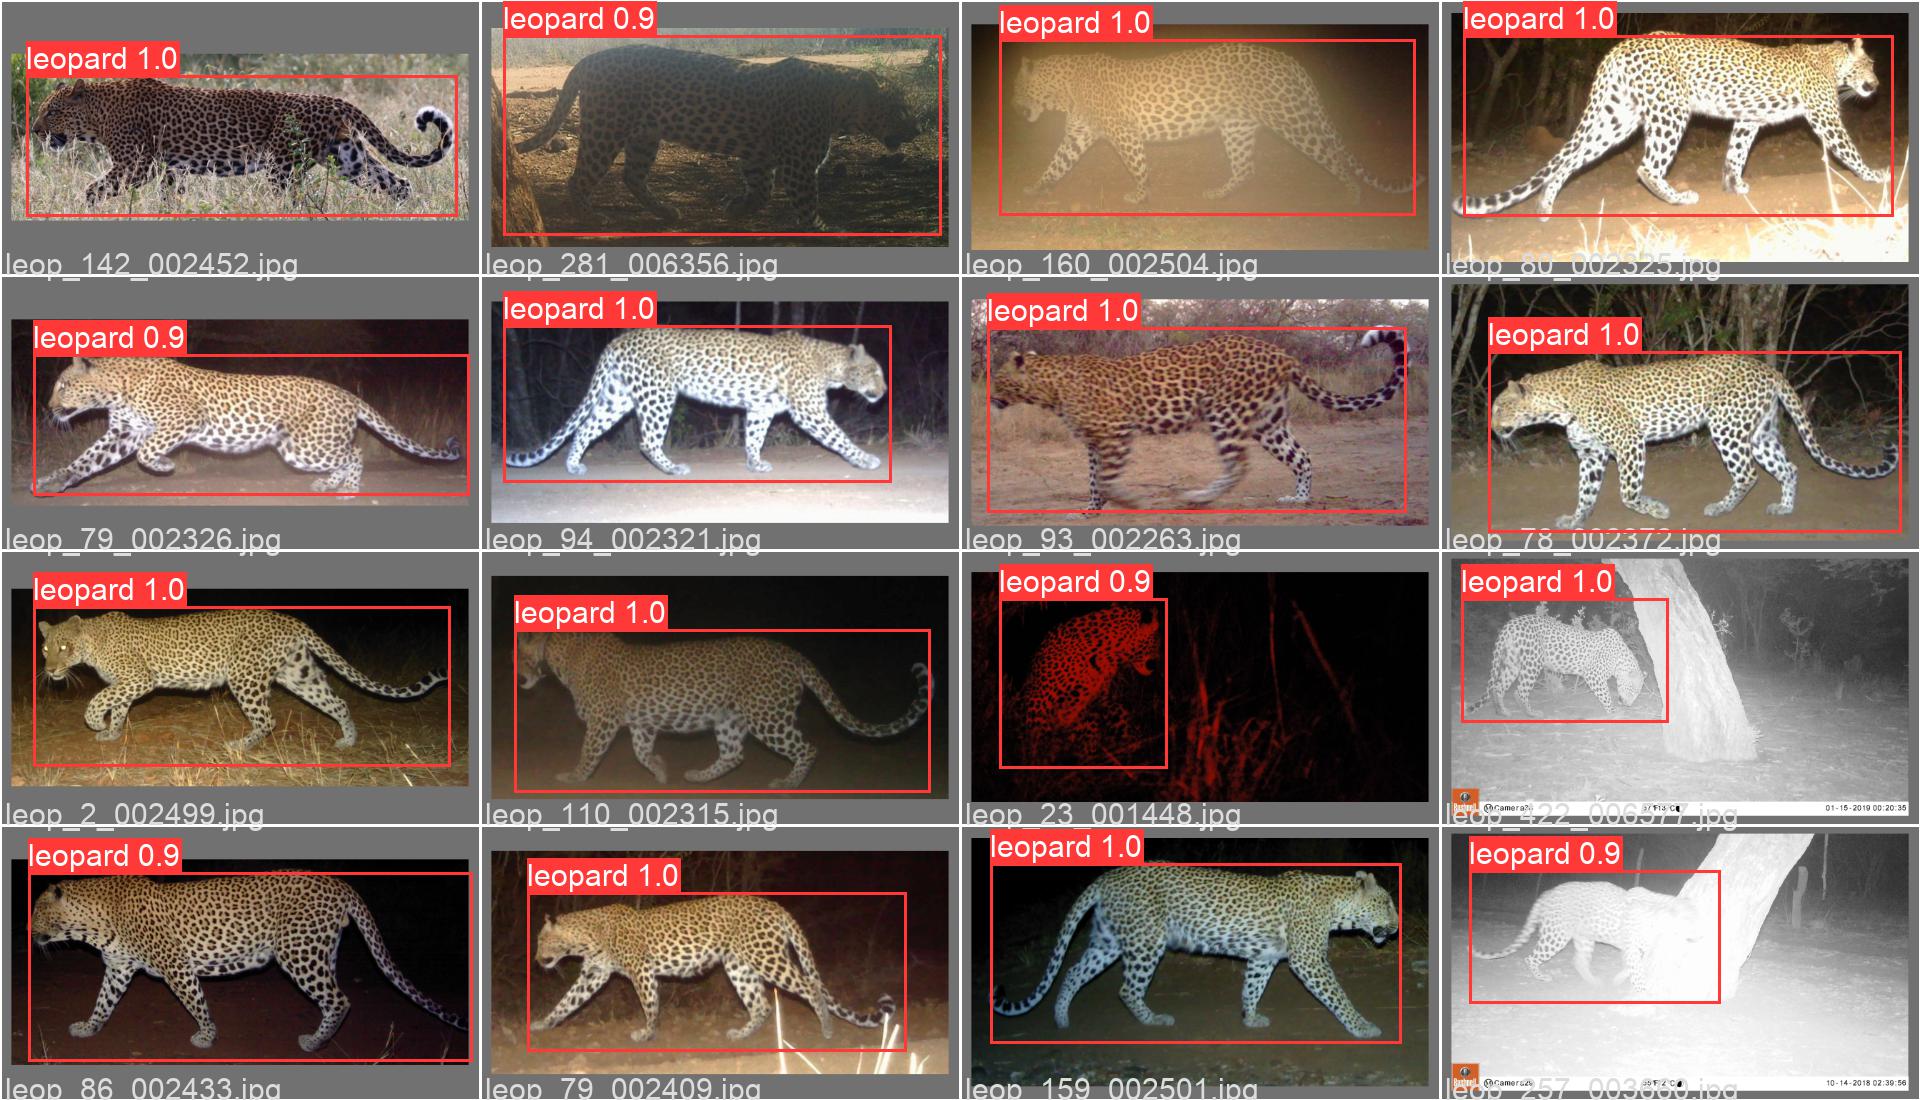 leopard 1.0
leopard 0.9
leopard 1.0
leopard 1.0
leop_142_002452.jpg
leop_281_006356.jpg
leop_160_002504.jpg
leop_80_002325.jpg
leopard 0.9
leopard 1.0
leopard 1.0
leopard 1.0
leop_79_002326.jpg
leop_94_002321.jpg
leop_93_002263.jpg
leop_78_002372.jpg
leopard 1.0
leopard 1.0
leopard 0.9
leopard 1.0
01-15-2019 00:20:35
leop_2_002499.jpg
leop_110_002315.jpg
leop_23_001448.jpg
leop_422_006377.jpg
leopard 0.9
leopard 1.0
leopard 1.0
leopard 0.9
10-14-2018 02:39:56
leop_86_002433.jpg
leop_79_002409.jpg
leop_159_002501.jpg